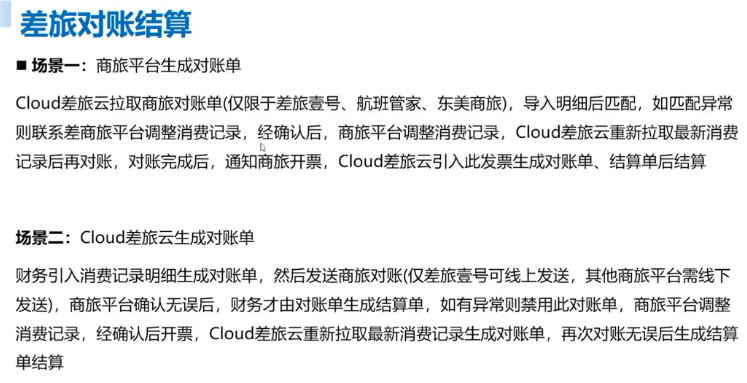 差旅对账结算
■ 场景一：商旅平台生成对账单
Cloud差旅云拉取商旅对账单(仅限于差旅壹号、航班管家、东美商旅)，导入明细后匹配，如匹配异常
则联系差商旅平台调整消费记录，经确认后，商旅平台调整消费记录，Cloud差旅云重新拉取最新消费
记录后再对账，对账完成后，通知商旅开票，Cloud差旅云引入此发票生成对账单、结算单后结算
场景二：Cloud差旅云生成对账单
财务引入消费记录明细生成对账单，然后发送商旅对账(仅差旅壹号可线上发送，其他商旅平台需线下
发送)，商旅平台确认无误后，财务才由对账单生成结算单，如有异常则禁用此对账单，商旅平台调整
消费记录，经确认后开票，Cloud差旅云重新拉取最新消费记录生成对账单，再次对账无误后生成结算
单结算